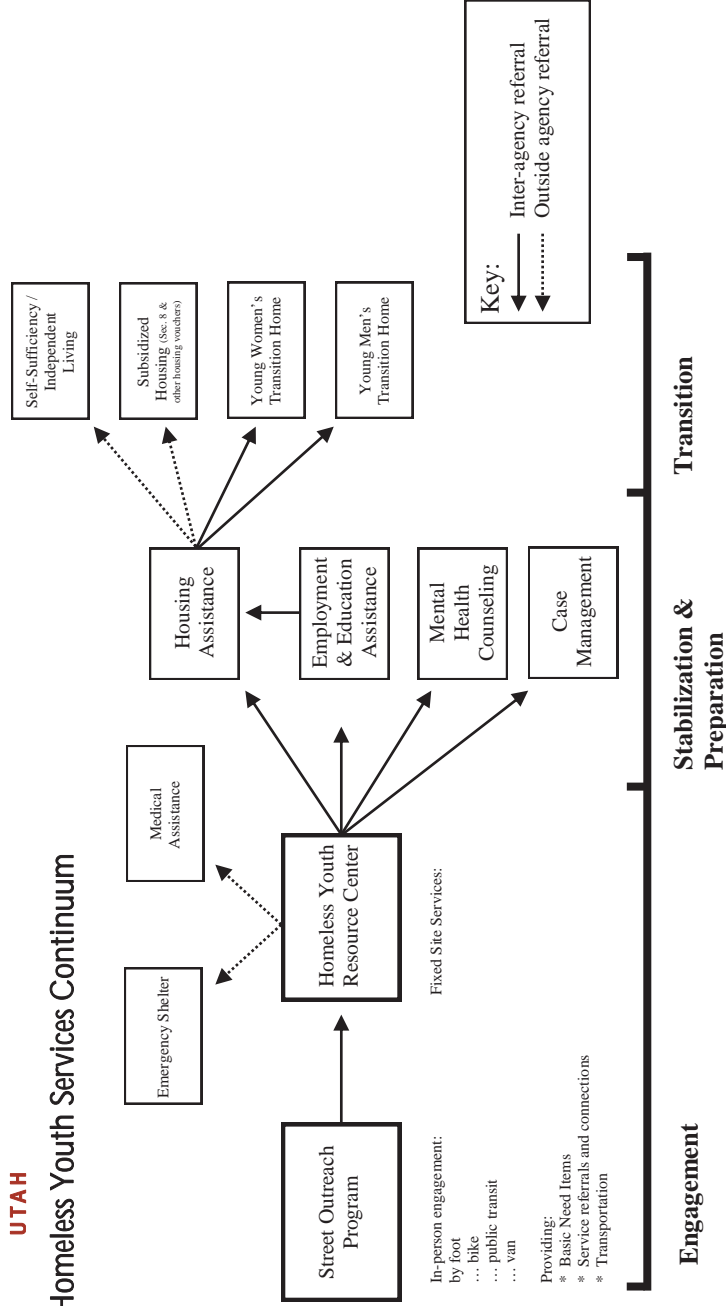 UTAH
Homeless Youth Services Continuum
Emergency Shelter
Medical
Assistance
Street Outreach
Program
Homeless Youth
Resource Center
Housing
Assistance
Employment
& Education
Assistance
Mental
Health
Counseling
Case
Management
Self-Sufficiency /
Independent
Living
Subsidized
Housing (Sec. 8 &
other housing vouchers)
Young Women’s
Transition Home
Young Men’s
Transition Home
In-person engagement:
by foot
… bike
… public transit
… van
Providing:
* Basic Need Items
* Service referrals and connections
* Transportation
Fixed Site Services:
Key:
Inter-agency referral
Outside agency referral
Engagement
Stabilization &
Preparation
Transition